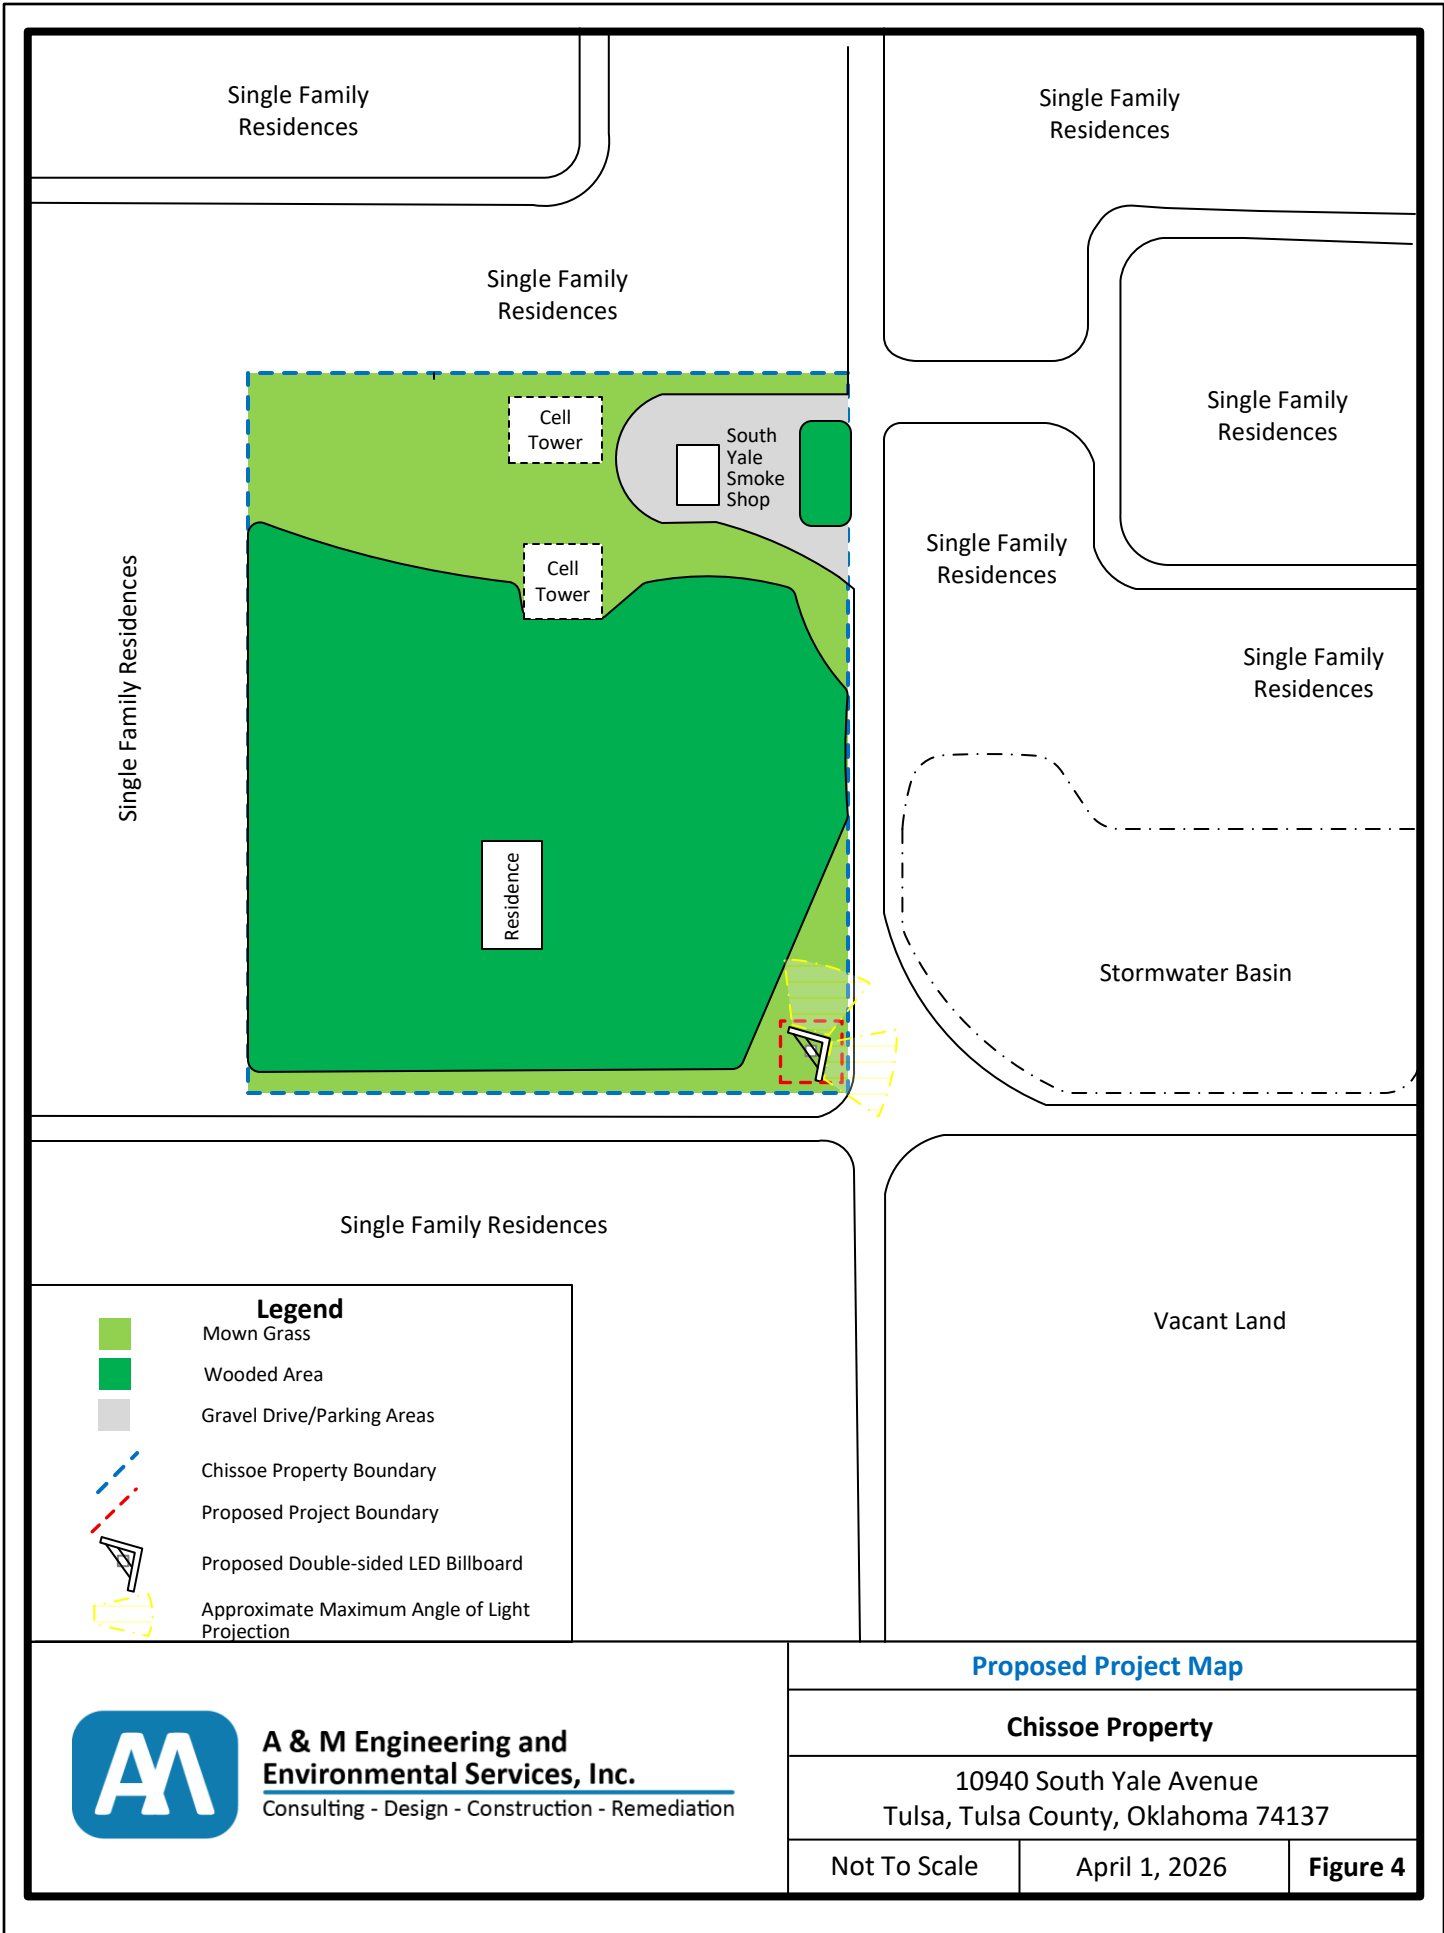 Single Family
Residences
Single Family
Residences
Single Family
Residences
Single Family
Residences
Cell
Tower
South
Yale
Smoke
Shop
Single Family
Residences
Cell
Tower
Single Family Residences
Single Family
Residences
Residence
Stormwater Basin
Single Family Residences
Vacant Land
Legend
Mown Grass
Wooded Area
Gravel Drive/Parking Areas
Chissoe Property Boundary
Proposed Project Boundary
Proposed Double-sided LED Billboard
Approximate Maximum Angle of Light
Projection
AM
A & M Engineering and
Environmental Services, Inc.
Consulting - Design - Construction - Remediation
Proposed Project Map
Chissoe Property
10940 South Yale Avenue
Tulsa, Tulsa County, Oklahoma 74137
Not To Scale
April 1, 2026
Figure 4